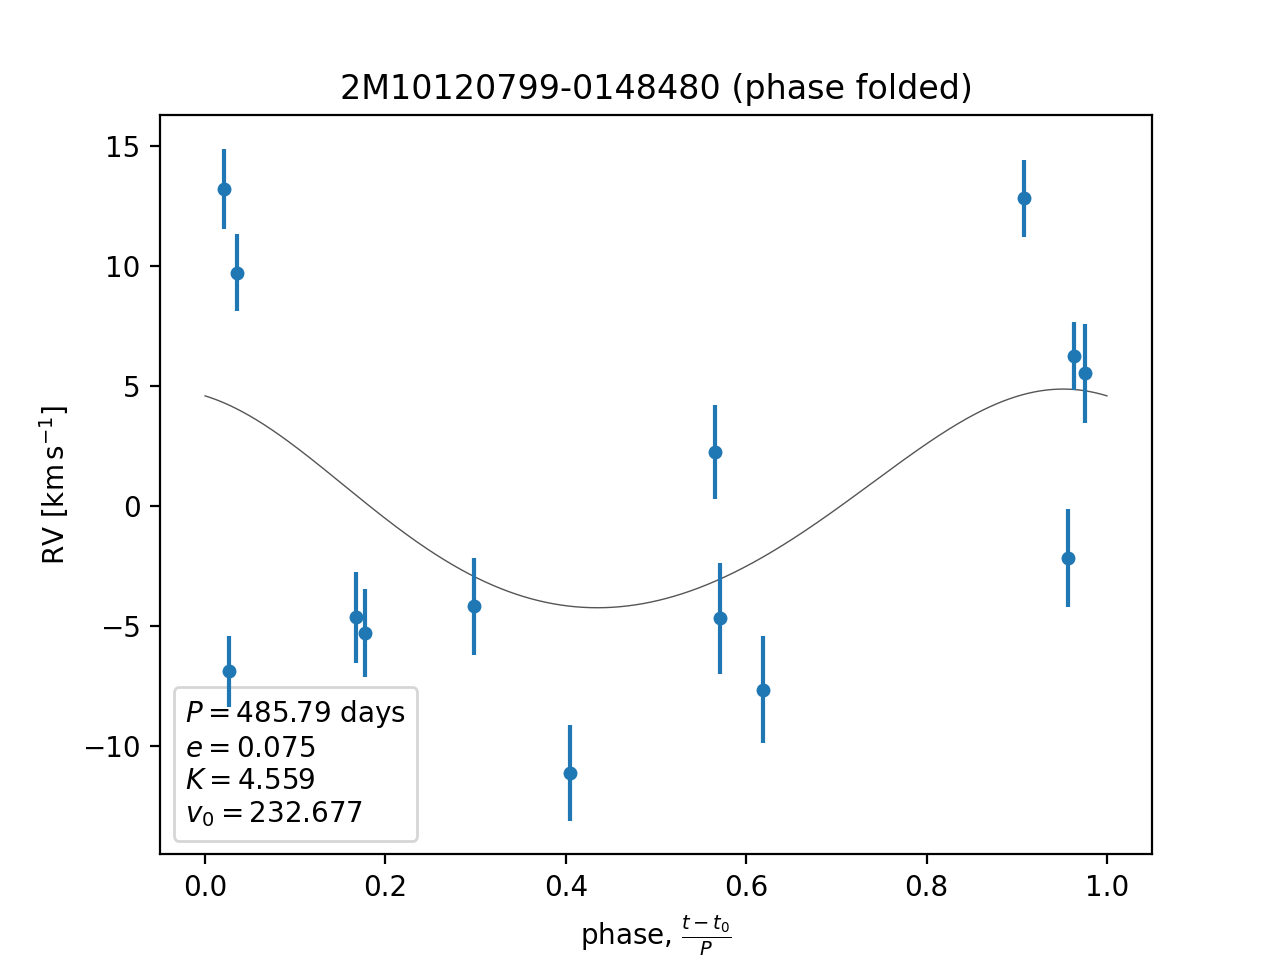 2M10120799-0148480 (phase folded)
15
10
5
0
−5
−10
RV [km s⁻¹]
P = 485.79 days
e = 0.075
K = 4.559
v₀ = 232.677
0.0 0.2 0.4 0.6 0.8 1.0
phase, (t − t₀)/P